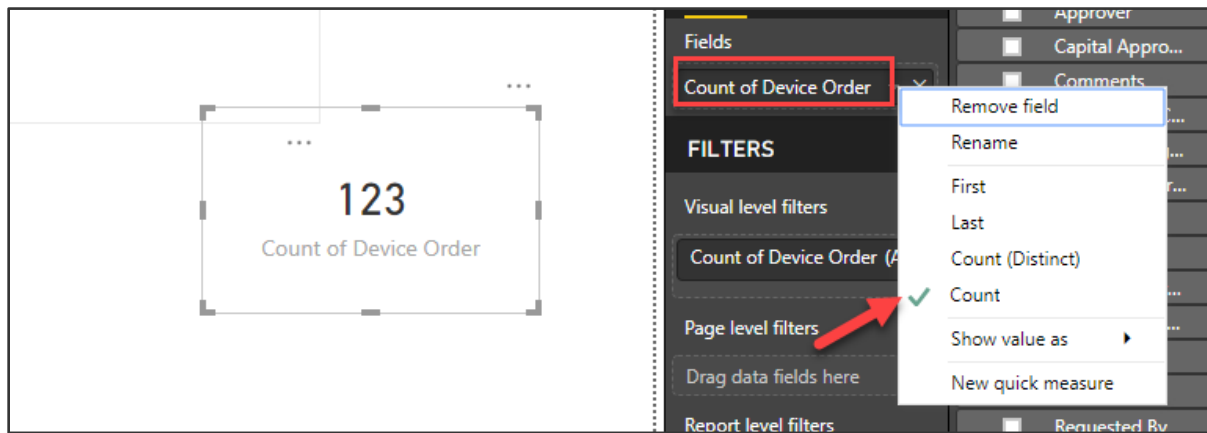 123
Count of Device Order
Fields
Count of Device Order
FILTERS
Visual level filters
Count of Device Order (A
Page level filters
Drag data fields here
Report level filters
Remove field
Rename
First
Last
Count (Distinct)
Count
Show value as
New quick measure
Approver
Capital Appro...
Comments
Requested By